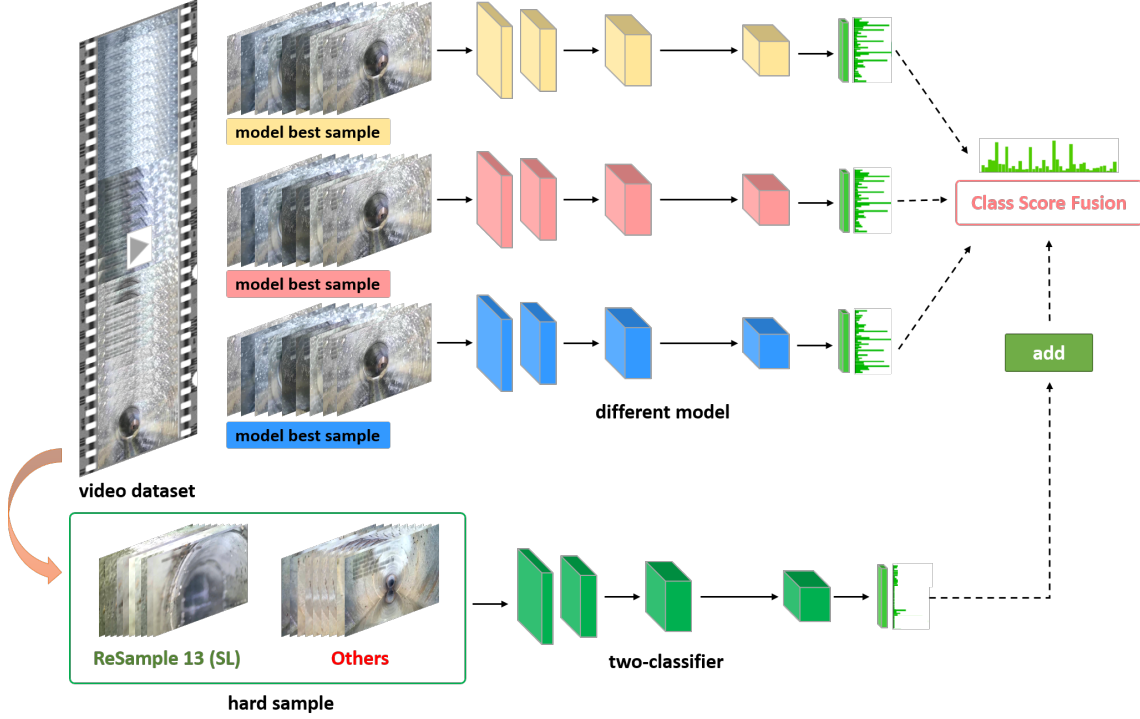 model best sample
model best sample
Class Score Fusion
model best sample
add
different model
video dataset
ReSample 13 (SL)
Others
two-classifier
hard sample